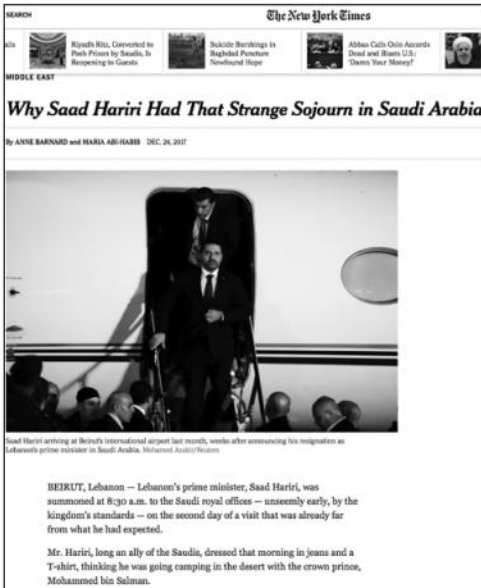 SEARCH
The New York Times
Riyadh Ritz, Converted to
Posh Prison by Saudis, Is
Reopening to Guests
Suicide Bombings in
Baghdad Puncture
Newfound Hope
Abbas Calls Oslo Accords
Dead and Blasts U.S.:
'Damn Your Money!'
MIDDLE EAST
Why Saad Hariri Had That Strange Sojourn in Saudi Arabia
By ANNE BARNARD and MARIA ABI-HABIB DEC. 24, 2017
Saad Hariri arriving at Beirut's international airport last month, weeks after announcing his resignation as
Lebanon's prime minister in Saudi Arabia. Mohamed Azakir/Reuters
BEIRUT, Lebanon — Lebanon's prime minister, Saad Hariri, was
summoned at 8:30 a.m. to the Saudi royal offices — unseemly early, by the
kingdom's standards — on the second day of a visit that was already far
from what he had expected.
Mr. Hariri, long an ally of the Saudis, dressed that morning in jeans and a
T-shirt, thinking he was going camping in the desert with the crown prince,
Mohammed bin Salman.